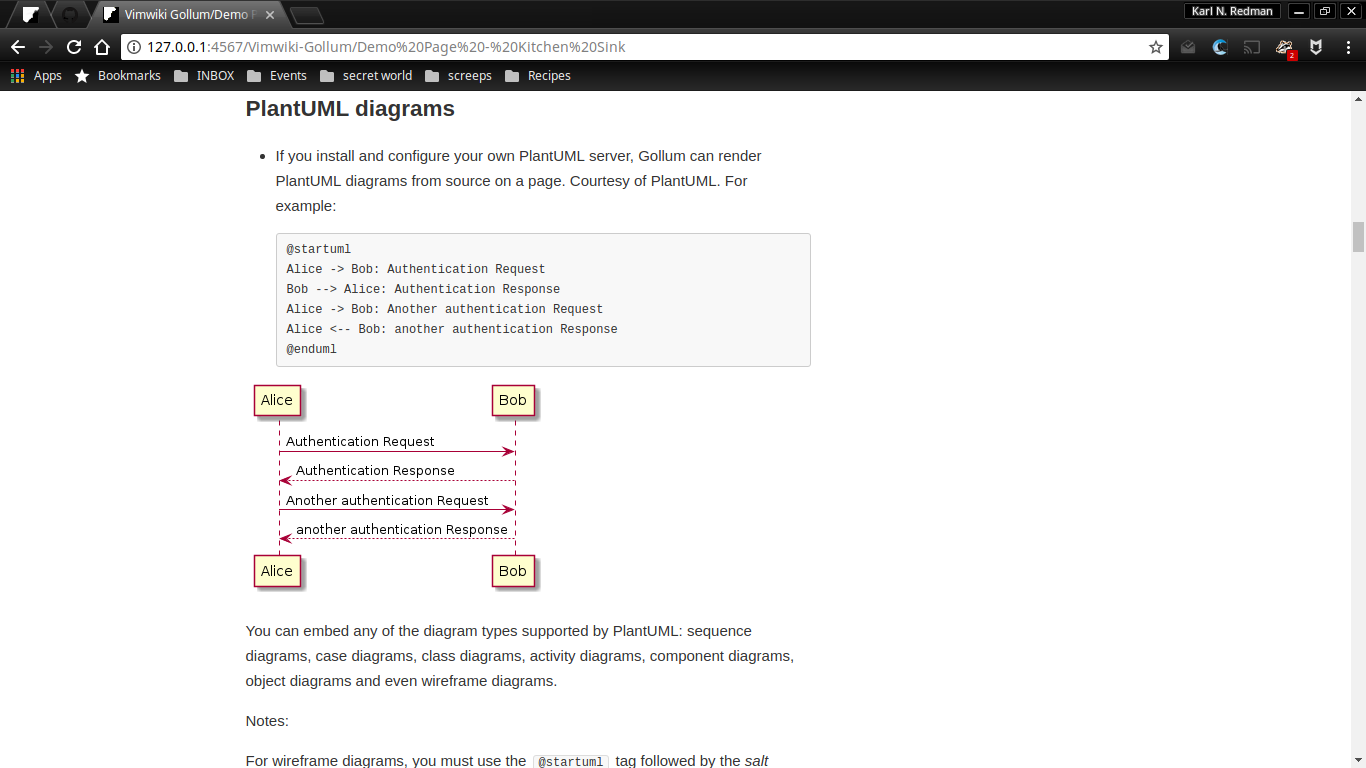 Vimwiki Gollum/Demo P
Karl N. Redman
127.0.0.1:4567/Vimwiki-Gollum/Demo%20Page%20-%20Kitchen%20Sink
2
Apps Bookmarks INBOX Events secret world screeps Recipes
PlantUML diagrams
If you install and configure your own PlantUML server, Gollum can render
PlantUML diagrams from source on a page. Courtesy of PlantUML. For
example:
@startuml
Alice -> Bob: Authentication Request
Bob --> Alice: Authentication Response
Alice -> Bob: Another authentication Request
Alice <-- Bob: another authentication Response
@enduml
Alice Bob
Authentication Request
Authentication Response
Another authentication Request
another authentication Response
Alice Bob
You can embed any of the diagram types supported by PlantUML: sequence
diagrams, case diagrams, class diagrams, activity diagrams, component diagrams,
object diagrams and even wireframe diagrams.
Notes:
For wireframe diagrams, you must use the @startuml tag followed by the salt